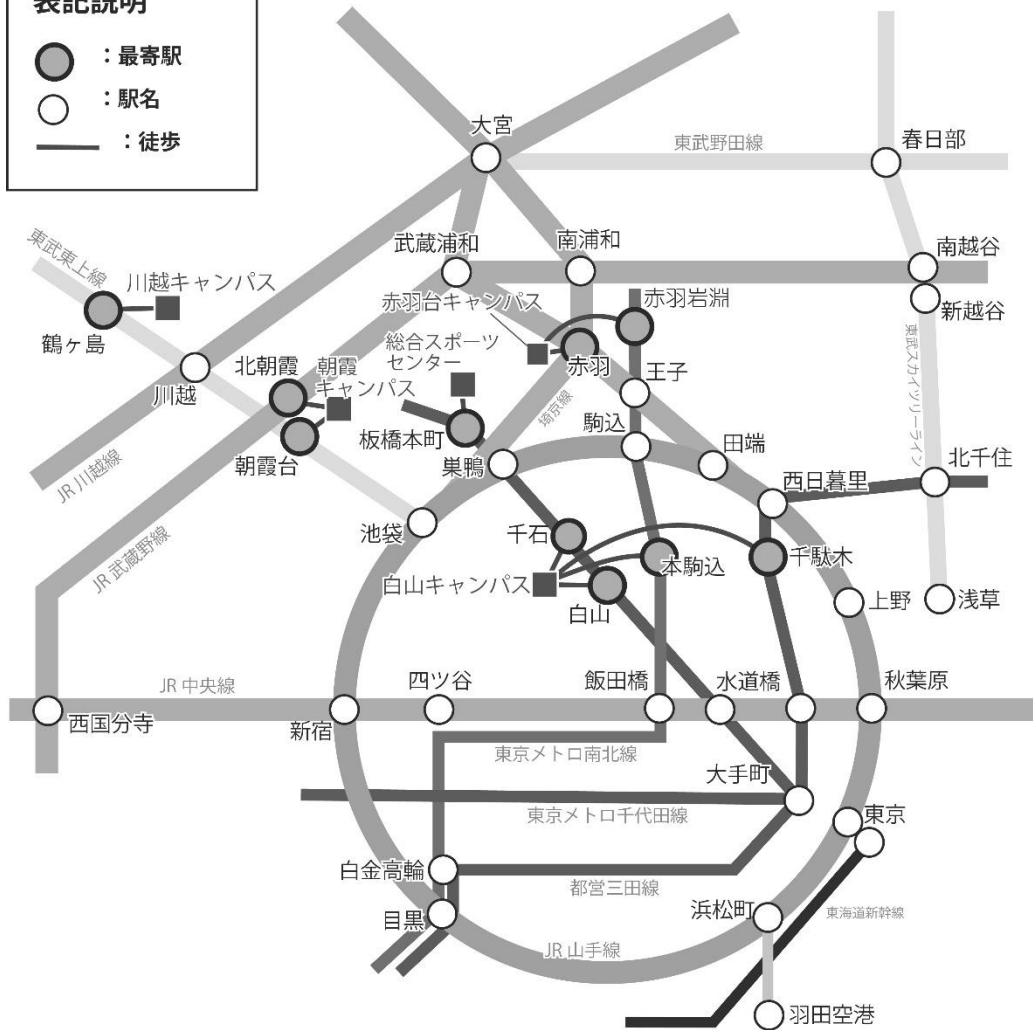 表記説明
：最寄駅
：駅名
：徒歩
大宮
東武野田線
春日部
武蔵浦和
南浦和
南越谷
東武東上線
川越キャンパス
赤羽台キャンパス
赤羽岩淵
新越谷
鶴ヶ島
総合スポーツ
センター
赤羽
北朝霞
朝霞
キャンパス
王子
東武スカイツリーライン
川越
埼京線
駒込
板橋本町
田端
朝霞台
巣鴨
北千住
JR 川越線
西日暮里
池袋
千石
JR 武蔵野線
本駒込
千駄木
白山キャンパス
白山
上野
浅草
JR 中央線
四ツ谷
飯田橋
水道橋
秋葉原
西国分寺
新宿
東京メトロ南北線
大手町
東京メトロ千代田線
東京
白金高輪
都営三田線
目黒
浜松町
東海道新幹線
JR 山手線
羽田空港